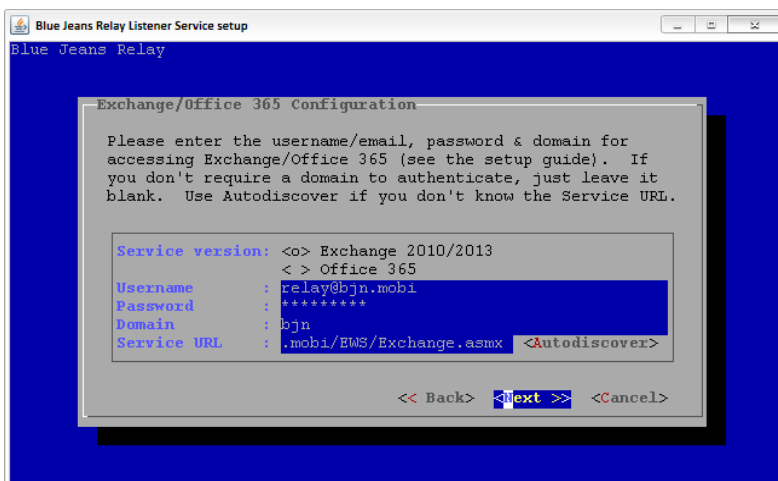 Blue Jeans Relay Listener Service setup
Blue Jeans Relay
Exchange/Office 365 Configuration
Please enter the username/email, password & domain for
accessing Exchange/Office 365 (see the setup guide).  If
you don't require a domain to authenticate, just leave it
blank.  Use Autodiscover if you don't know the Service URL.
Service version: <o> Exchange 2010/2013
< > Office 365
Username : relay@bjn.mobi
Password : *********
Domain : bjn
Service URL : .mobi/EWS/Exchange.asmx <Autodiscover>
<< Back> <Next >> <Cancel>